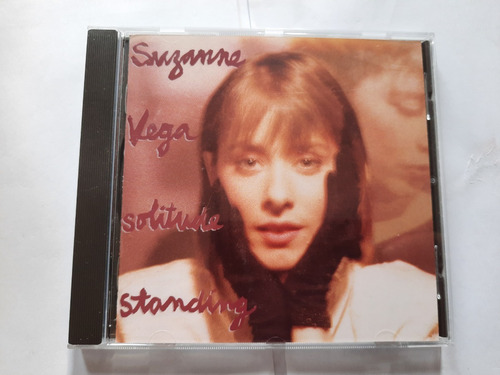 Suzanne
Vega
solitude
standing